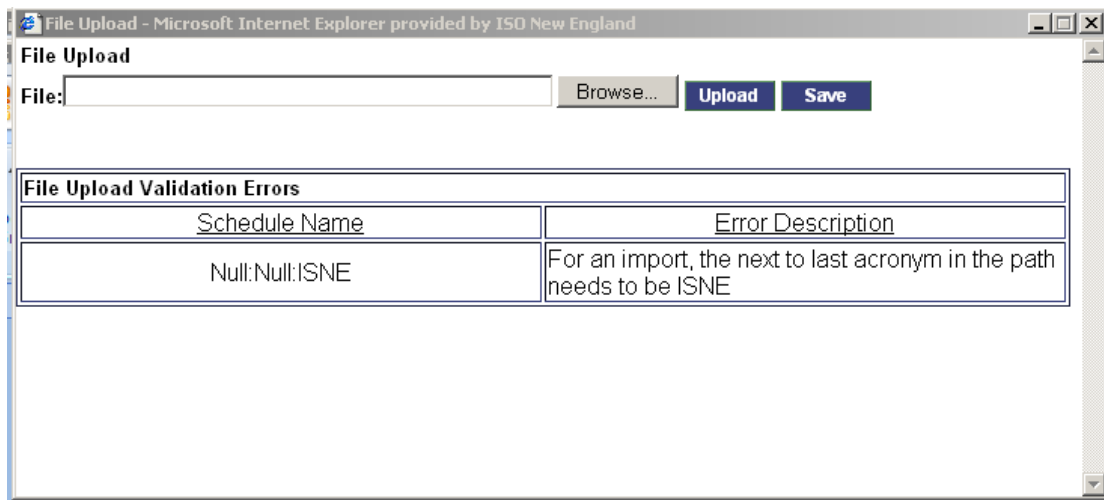 File Upload - Microsoft Internet Explorer provided by ISO New England
File Upload
File: Browse... Upload Save
File Upload Validation Errors
Schedule Name Error Description
Null:Null:ISNE For an import, the next to last acronym in the path
needs to be ISNE